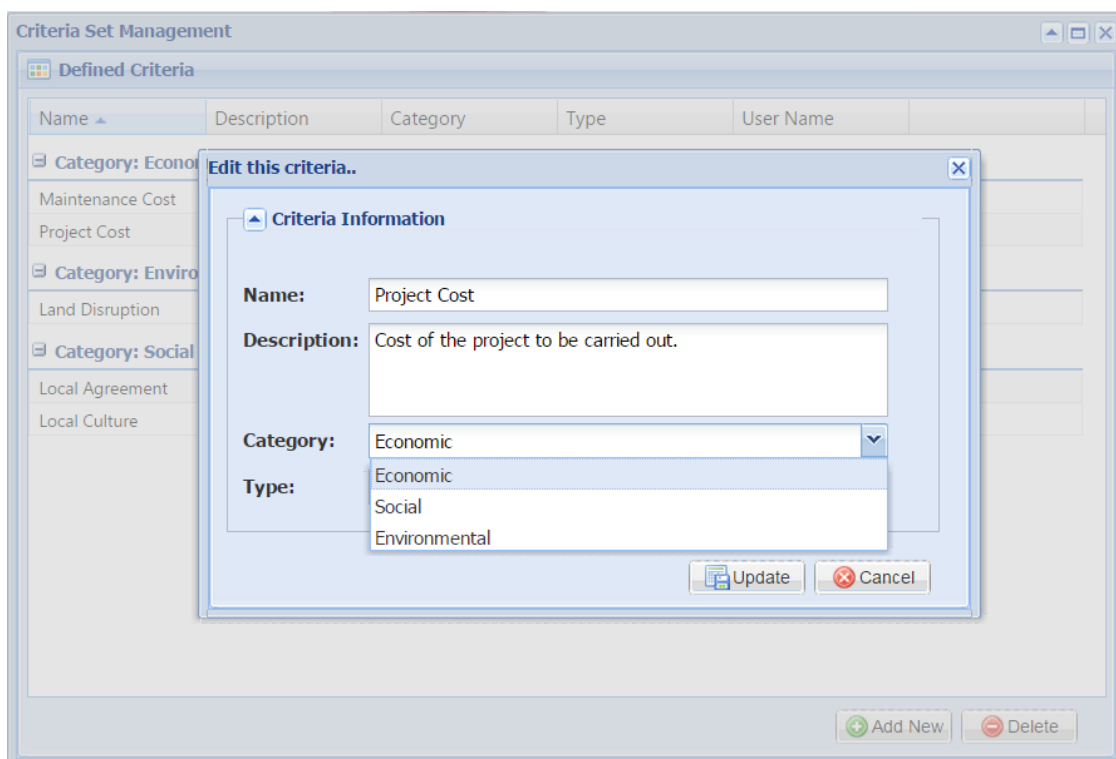 Criteria Set Management
Defined Criteria
Name Description Category Type User Name
Category: Econo
Edit this criteria..
Maintenance Cost
Criteria Information
Project Cost
Category: Enviro
Name: Project Cost
Land Disruption
Description: Cost of the project to be carried out.
Category: Social
Local Agreement
Local Culture
Category: Economic
Economic
Type:
Social
Environmental
Update Cancel
Add New Delete